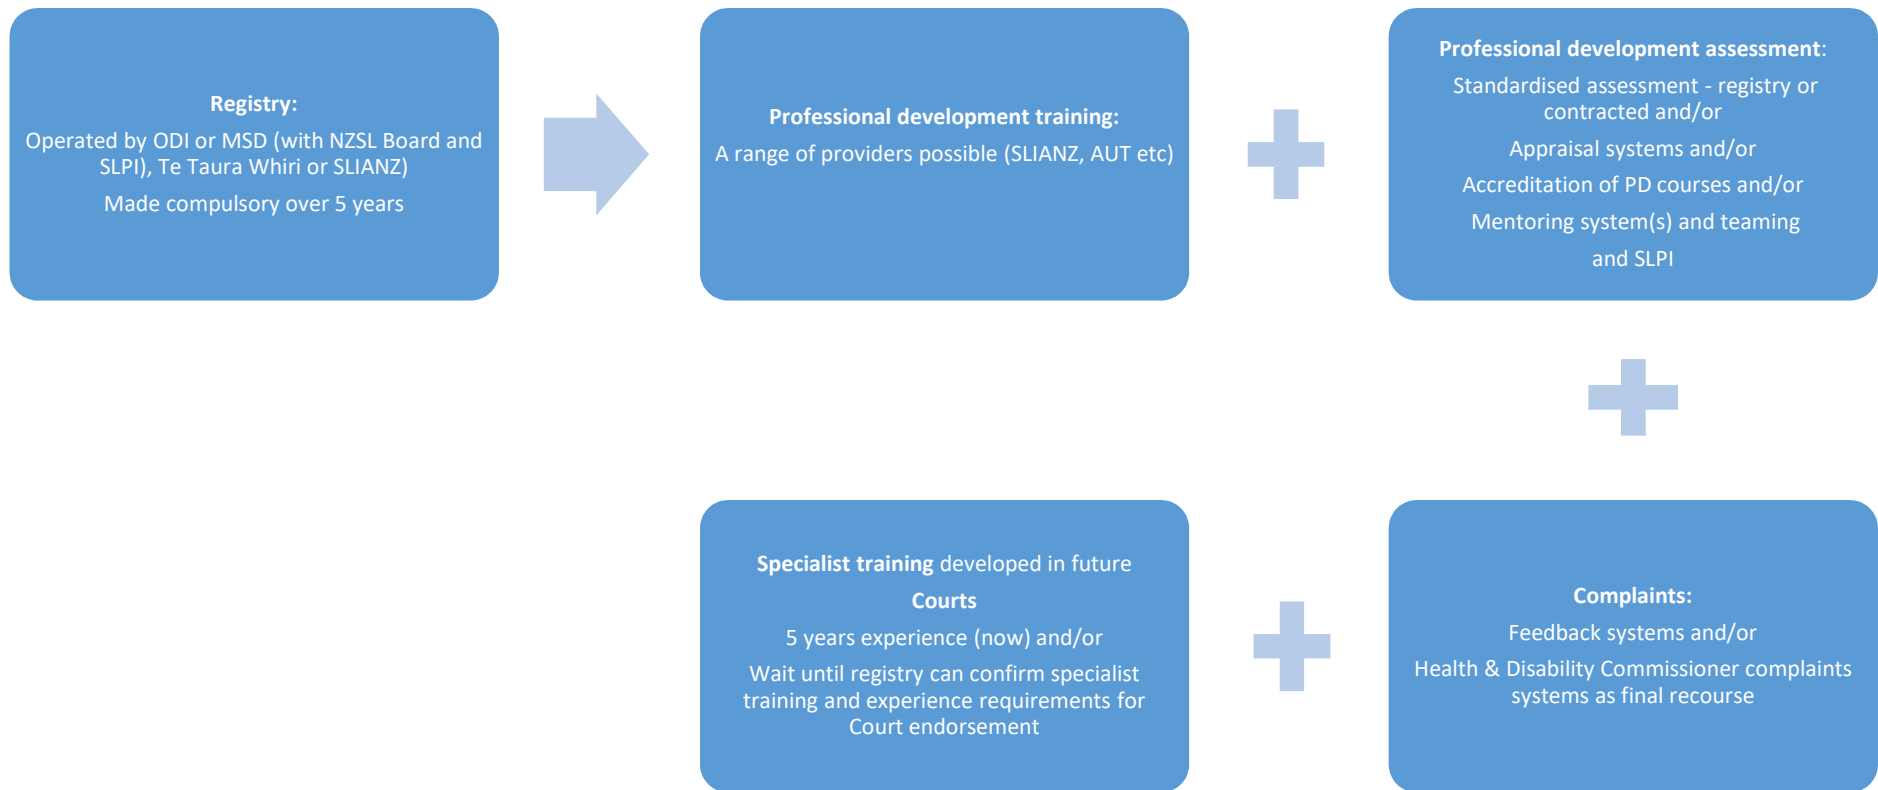 Registry:
Operated by ODI or MSD (with NZSL Board and
SLPI), Te Taura Whiri or SLIANZ)
Made compulsory over 5 years
Professional development training:
A range of providers possible (SLIANZ, AUT etc)
Professional development assessment:
Standardised assessment - registry or
contracted and/or
Appraisal systems and/or
Accreditation of PD courses and/or
Mentoring system(s) and teaming
and SLPI
Complaints:
Feedback systems and/or
Health & Disability Commissioner complaints
systems as final recourse
Specialist training developed in future
Courts
5 years experience (now) and/or
Wait until registry can confirm specialist
training and experience requirements for
Court endorsement